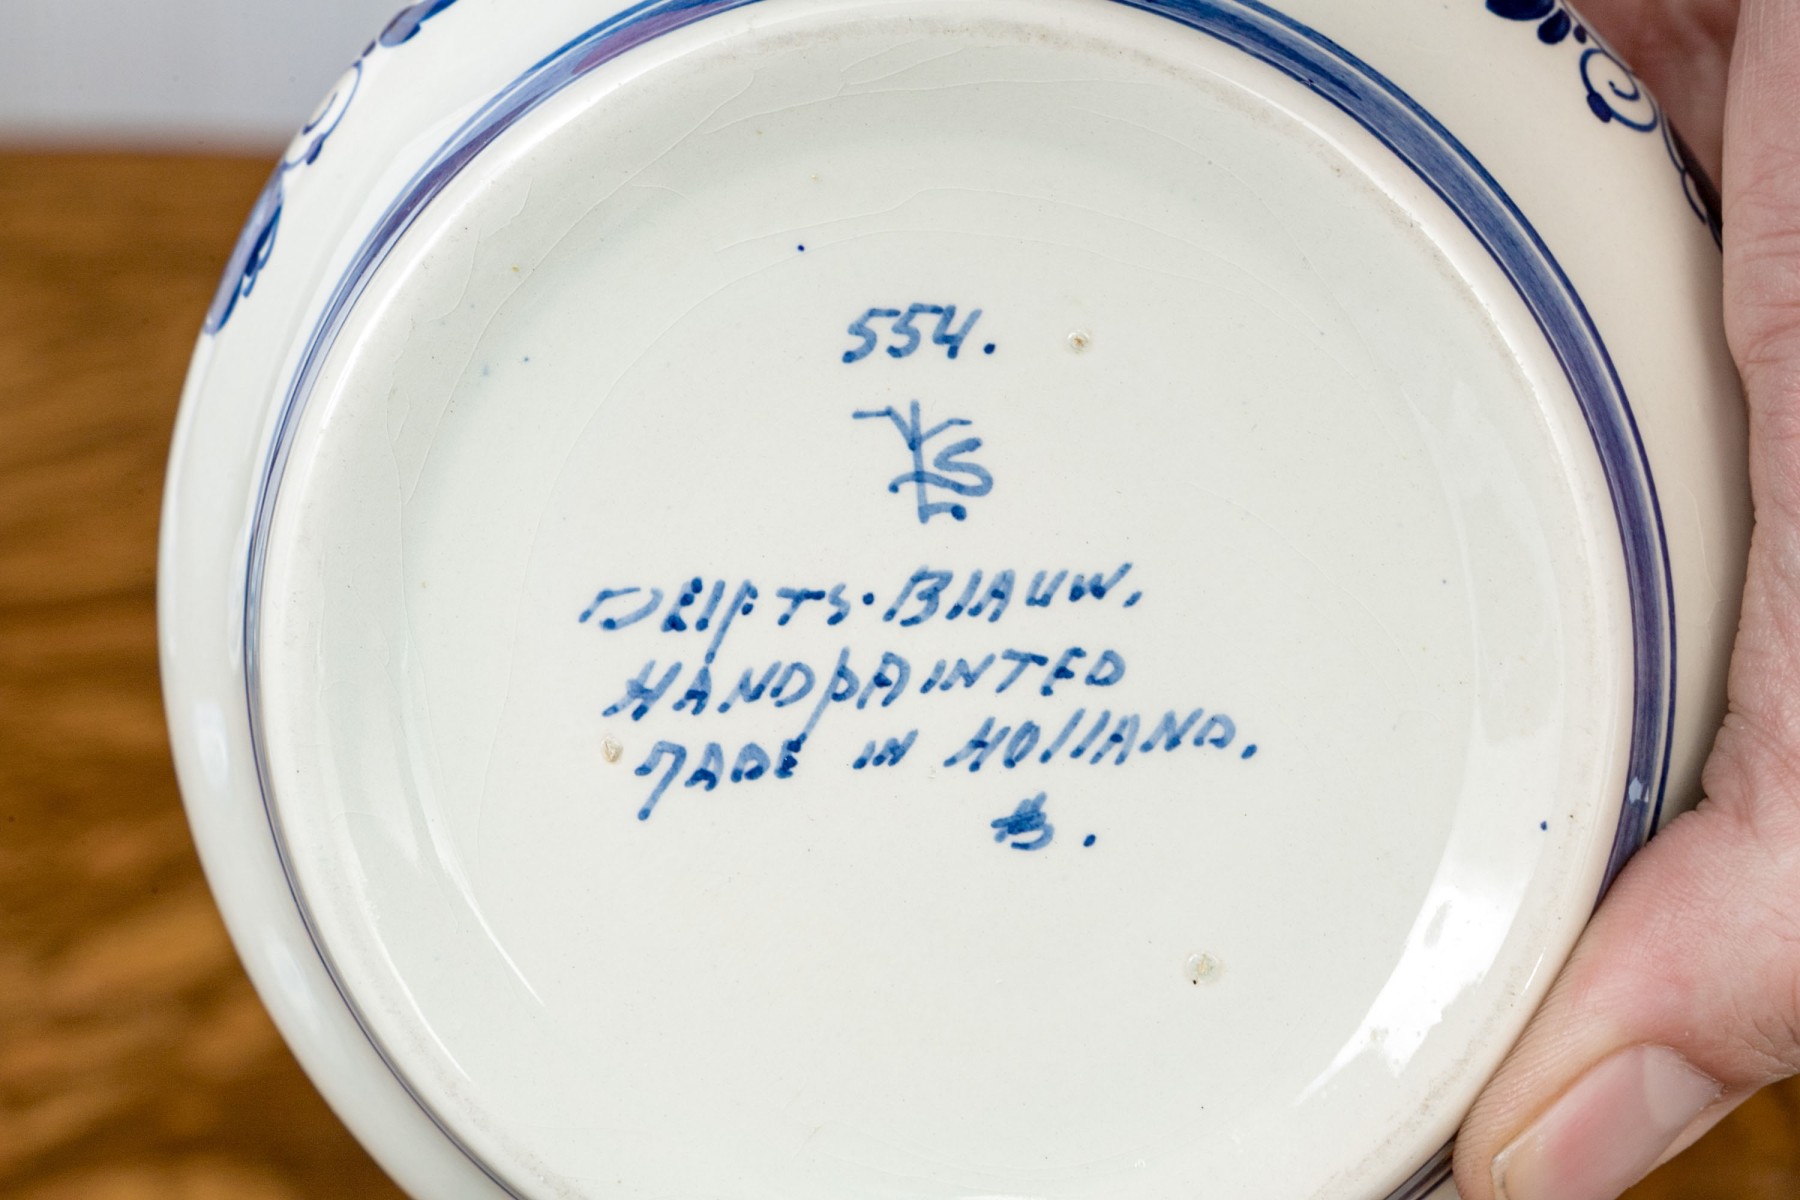 554.
DElfTS·BlAUW,
HANDpAINTED
MADE IN HOllAND.